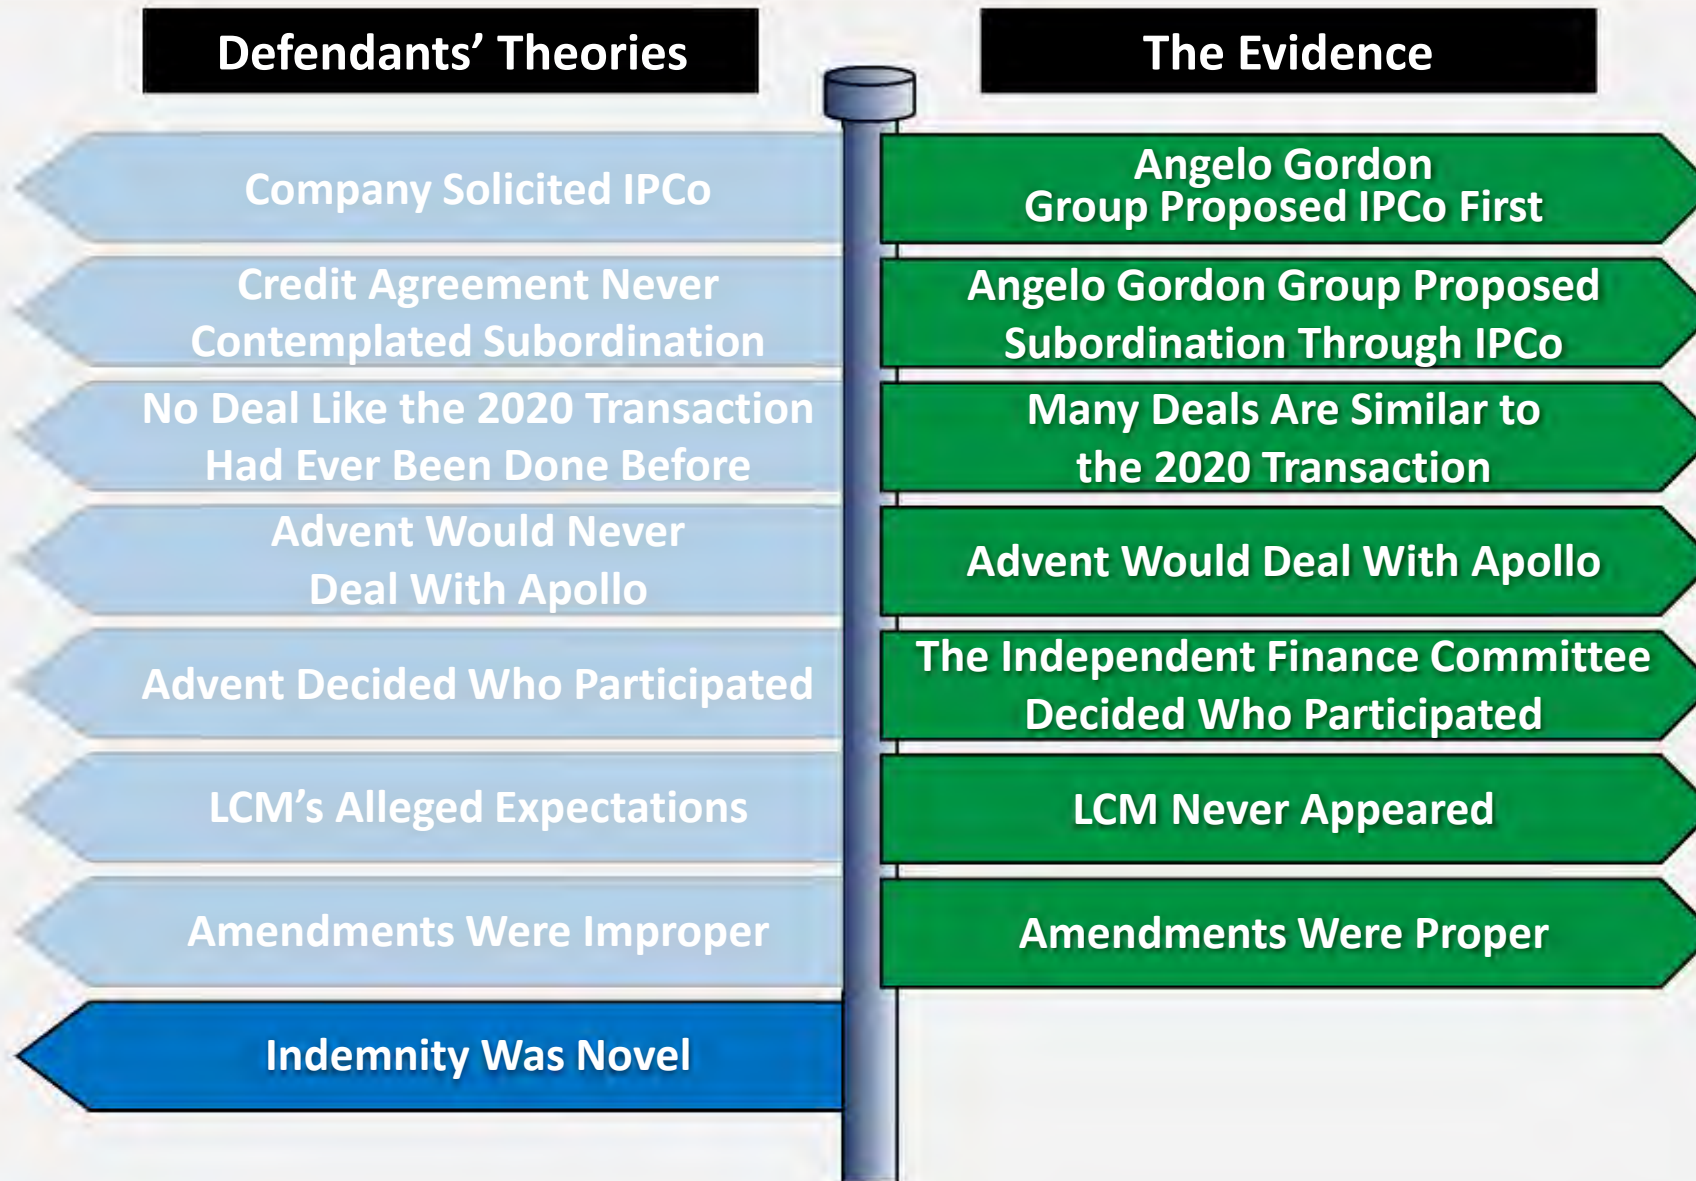 Defendants' Theories
The Evidence
Company Solicited IPCo
Angelo Gordon
Group Proposed IPCo First
Credit Agreement Never
Contemplated Subordination
Angelo Gordon Group Proposed
Subordination Through IPCo
No Deal Like the 2020 Transaction
Had Ever Been Done Before
Many Deals Are Similar to
the 2020 Transaction
Advent Would Never
Deal With Apollo
Advent Would Deal With Apollo
Advent Decided Who Participated
The Independent Finance Committee
Decided Who Participated
LCM's Alleged Expectations
LCM Never Appeared
Amendments Were Improper
Amendments Were Proper
Indemnity Was Novel